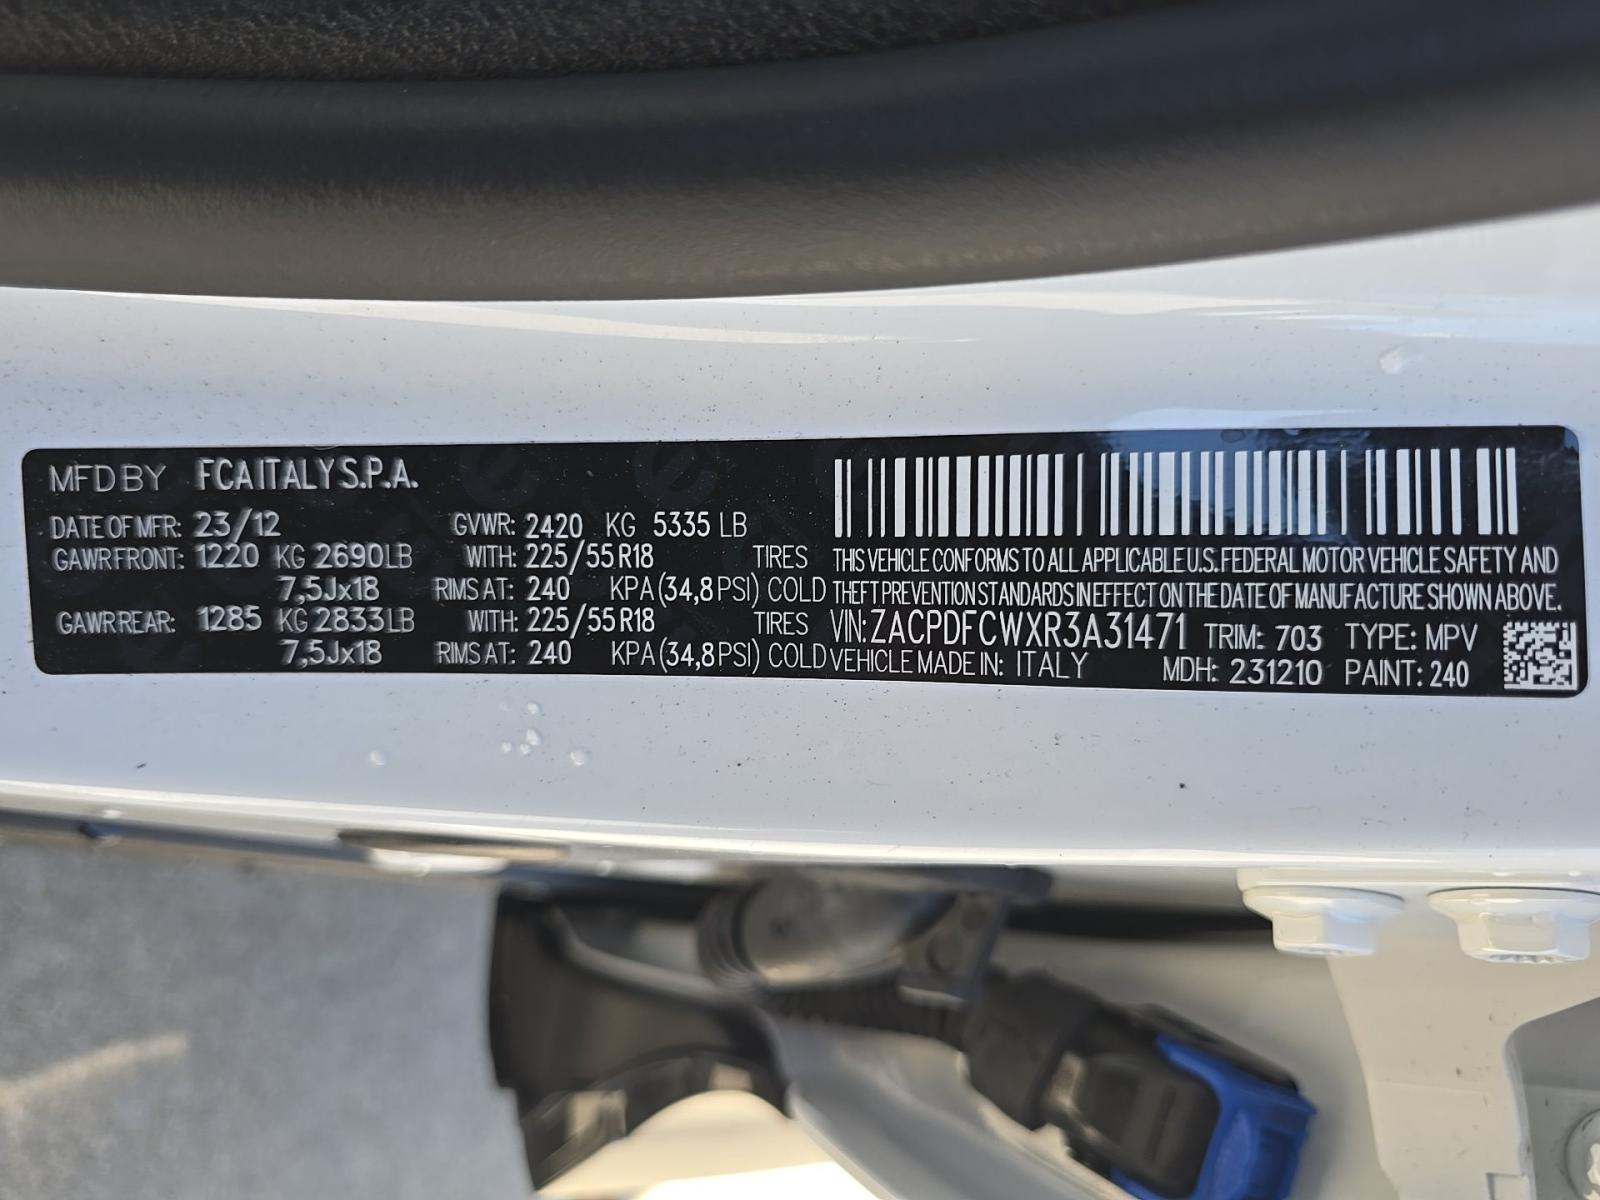 MFD BY FCA ITALY S.P.A.
DATE OF MFR: 23/12 GVWR: 2420 KG 5335 LB
GAWR FRONT: 1220 KG 2690 LB WITH: 225/55 R18 TIRES
7,5Jx18 RIMS AT: 240 KPA (34,8 PSI) COLD
GAWR REAR: 1285 KG 2833 LB WITH: 225/55 R18 TIRES
7,5Jx18 RIMS AT: 240 KPA (34,8 PSI) COLD
THIS VEHICLE CONFORMS TO ALL APPLICABLE U.S. FEDERAL MOTOR VEHICLE SAFETY AND
THEFT PREVENTION STANDARDS IN EFFECT ON THE DATE OF MANUFACTURE SHOWN ABOVE.
VIN: ZACPDFCWXR3A31471 TRIM: 703 TYPE: MPV
VEHICLE MADE IN: ITALY MDH: 231210 PAINT: 240